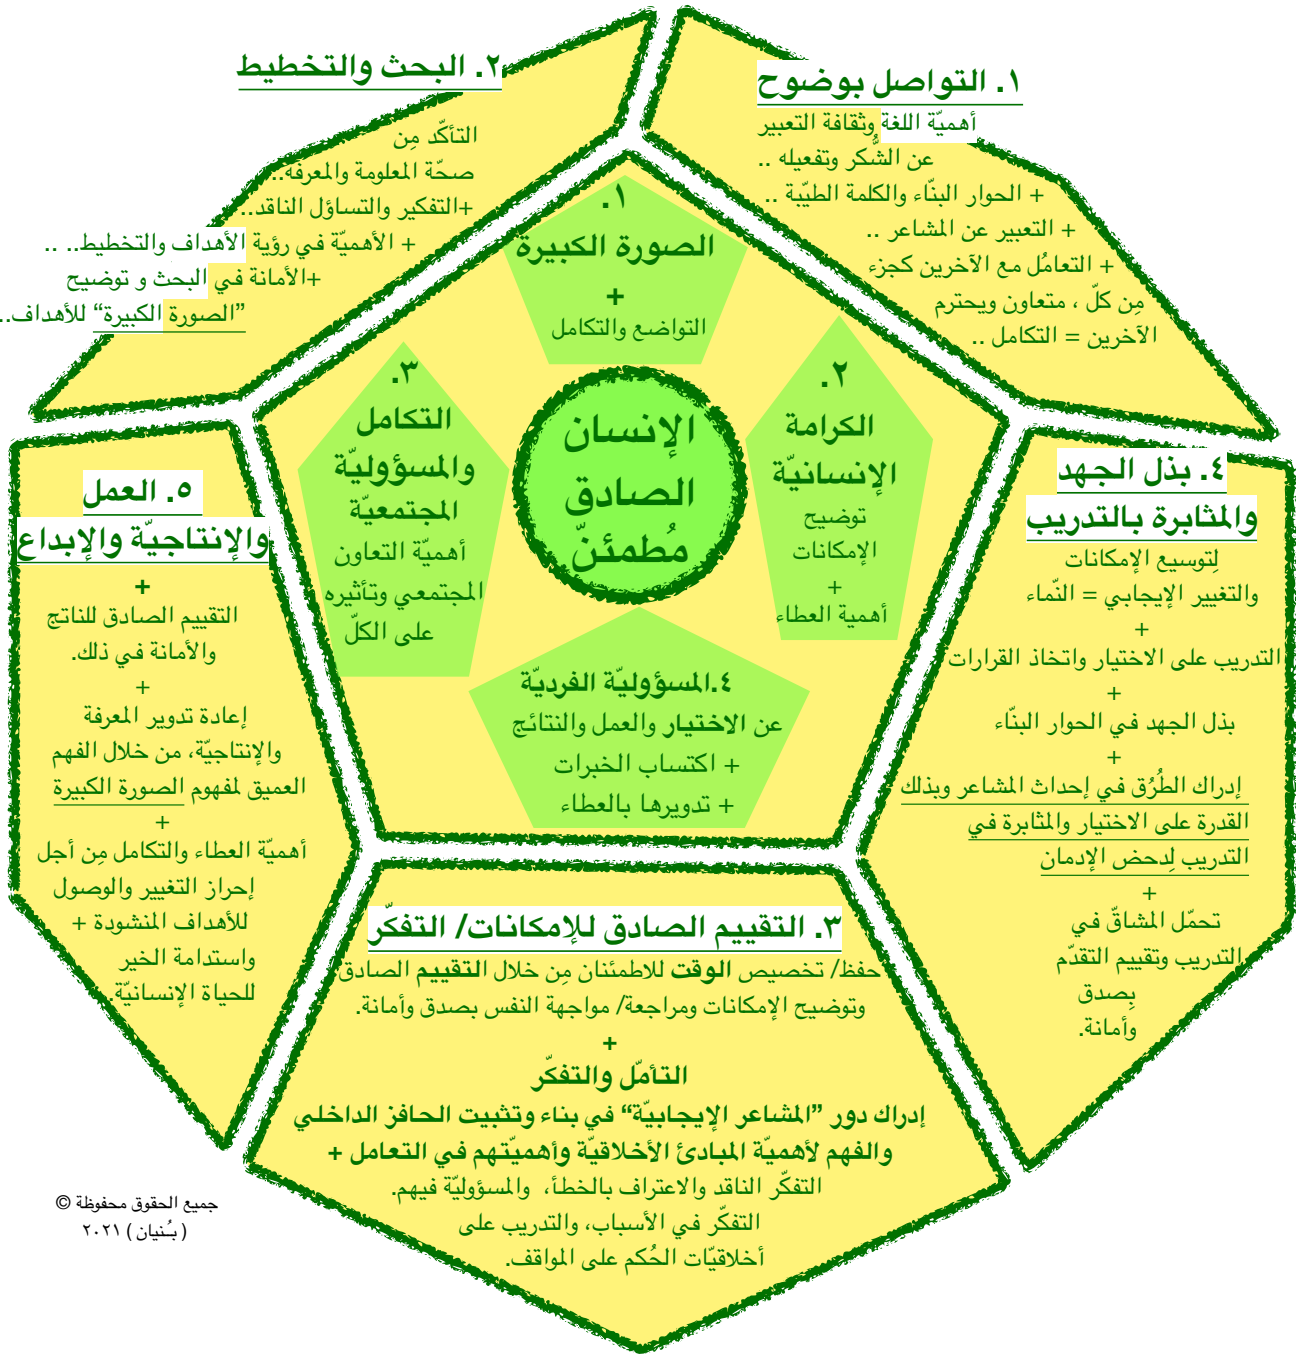 ١. التواصل بوضوح
أهميّة اللغة وثقافة التعبير
عن الشُّكر وتفعيله ..
+ الحوار البنّاء والكلمة الطيّبة ..
+ التعبير عن المشاعر ..
+ التعامُل مع الآخرين كجزء
مِن كلّ ، متعاون ويحترم
الآخرين = التكامل ..
٢. البحث والتخطيط
التأكّد مِن
صحّة المعلومة والمعرفة..
+التفكير والتساؤل الناقد..
+ الأهميّة في رؤية الأهداف والتخطيط.. ..
+الأمانة في البحث و توضيح
”الصورة الكبيرة“ للأهداف..
١.
الصورة الكبيرة
+
التواضع والتكامل
٢.
الكرامة
الإنسانيّة
توضيح
الإمكانات
+
أهمية العطاء
٣.
التكامل
والمسؤوليّة
المجتمعيّة
أهميّة التعاون
المجتمعي وتأثيره
على الكلّ
الإنسان
الصادق
مُطمئنّ
٤.المسؤوليّة الفرديّة
عن الاختيار والعمل والنتائج
+ اكتساب الخبرات
+ تدويرها بالعطاء
٤. بذل الجهد
والمثابرة بالتدريب
لِتوسيع الإمكانات
والتغيير الإيجابي = النّماء
+
التدريب على الاختيار واتخاذ القرارات
+
بذل الجهد في الحوار البنّاء
+
إدراك الطُرُق في إحداث المشاعر وبذلك
القدرة على الاختيار والمثابرة في
التدريب لِدحض الإدمان
+
تحمّل المشاقّ في
التدريب وتقييم التقدّم
بِصدق
وأمانة.
٥. العمل
والإنتاجيّة والإبداع
+
التقييم الصادق للناتج
والأمانة في ذلك.
+
إعادة تدوير المعرفة
والإنتاجيّة، من خلال الفهم
العميق لمفهوم الصورة الكبيرة
+
أهميّة العطاء والتكامل مِن أجل
إحراز التغيير والوصول
للأهداف المنشودة +
واستدامة الخير
للحياة الإنسانيّة.
٣. التقييم الصادق للإمكانات/ التفكّر
حفظ/ تخصيص الوقت للاطمئنان مِن خلال التقييم الصادق
وتوضيح الإمكانات ومراجعة/ مواجهة النفس بصدق وأمانة.
+
التأمّل والتفكّر
إدراك دور ”المشاعر الإيجابيّة“ في بناء وتثبيت الحافز الداخلي
والفهم لأهميّة المبادئ الأخلاقيّة وأهميّتهم في التعامل +
التفكّر الناقد والاعتراف بالخطأ، والمسؤوليّة فيهم.
التفكّر في الأسباب، والتدريب على
أخلاقيّات الحُكم على المواقف.
جميع الحقوق محفوظة ©
( بُنيان ) ٢٠٢١